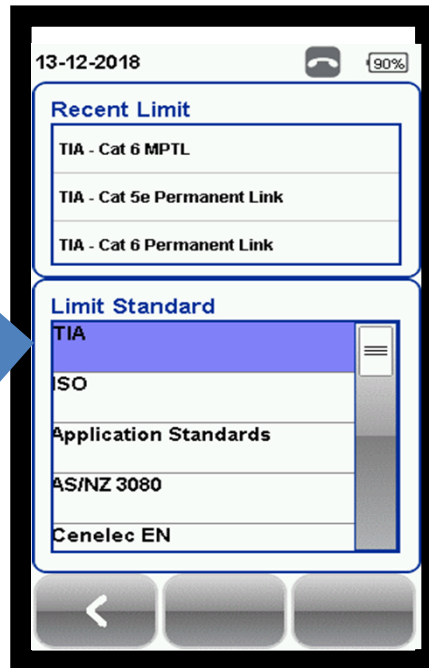 13-12-2018
90%
Recent Limit
TIA - Cat 6 MPTL
TIA - Cat 5e Permanent Link
TIA - Cat 6 Permanent Link
Limit Standard
TIA
ISO
Application Standards
AS/NZ 3080
Cenelec EN